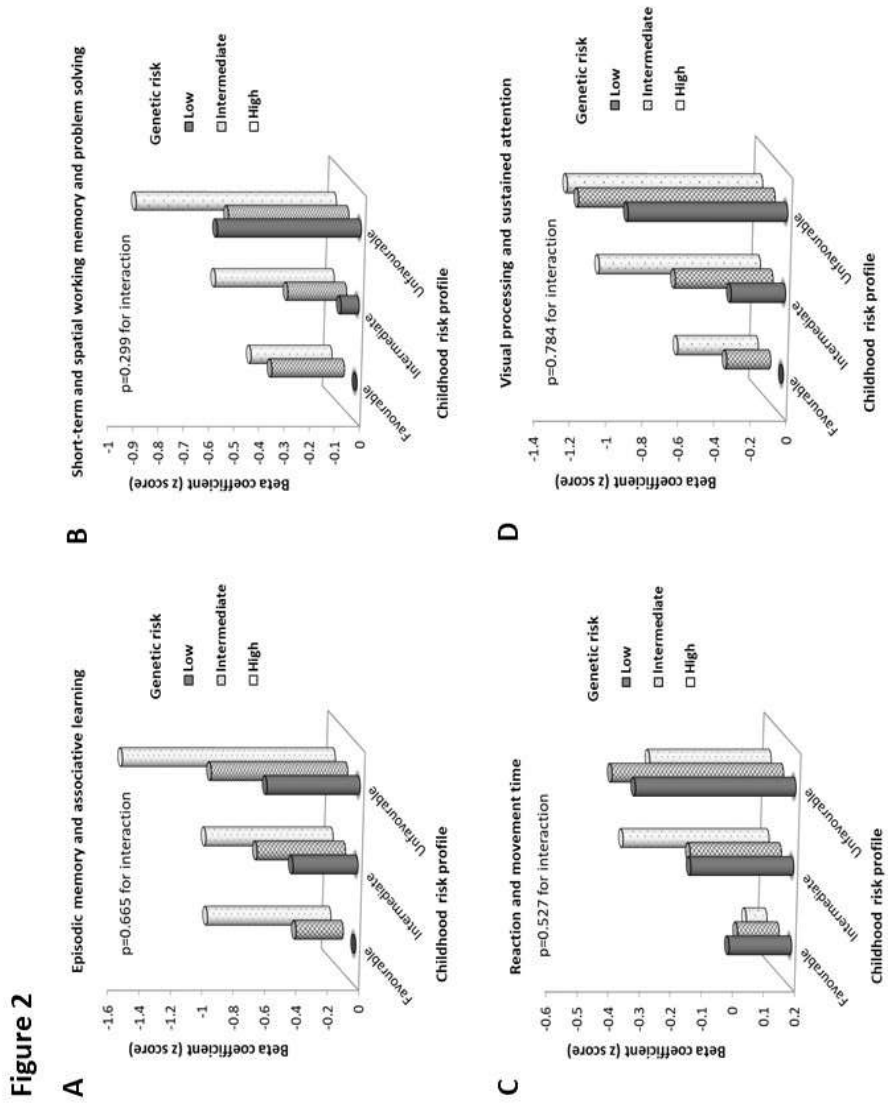 Figure 2
A
Episodic memory and associative learning
p=0.665 for interaction
Beta coefficient (z score)
-1.6
-1.4
-1.2
-1
-0.8
-0.6
-0.4
-0.2
0
Favourable
Intermediate
Unfavourable
Childhood risk profile
Genetic risk
Low
Intermediate
High
B
Short-term and spatial working memory and problem solving
p=0.299 for interaction
Beta coefficient (z score)
-1
-0.9
-0.8
-0.7
-0.6
-0.5
-0.4
-0.3
-0.2
-0.1
0
Favourable
Intermediate
Unfavourable
Childhood risk profile
Genetic risk
Low
Intermediate
High
C
Reaction and movement time
p=0.527 for interaction
Beta coefficient (z score)
-0.6
-0.5
-0.4
-0.3
-0.2
-0.1
0
0.1
0.2
Favourable
Intermediate
Unfavourable
Childhood risk profile
Genetic risk
Low
Intermediate
High
D
Visual processing and sustained attention
p=0.784 for interaction
Beta coefficient (z score)
-1.4
-1.2
-1
-0.8
-0.6
-0.4
-0.2
0
Favourable
Intermediate
Unfavourable
Childhood risk profile
Genetic risk
Low
Intermediate
High